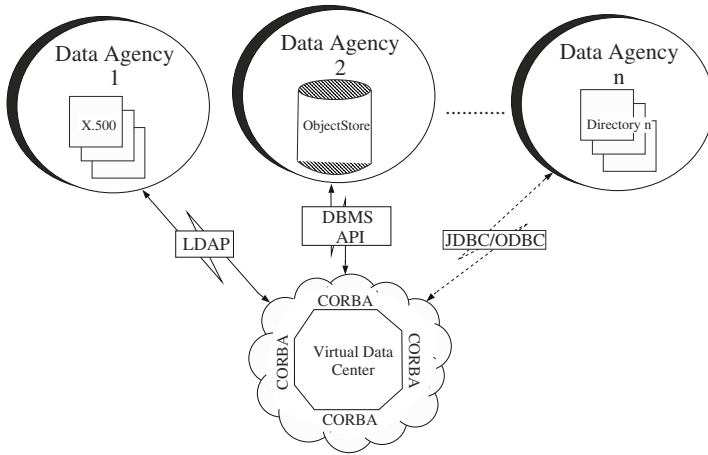 Data Agency
1
X.500
Data Agency
2
ObjectStore
Data Agency
n
Directory n
LDAP
DBMS
API
JDBC/ODBC
CORBA
CORBA
Virtual Data
Center
CORBA
CORBA